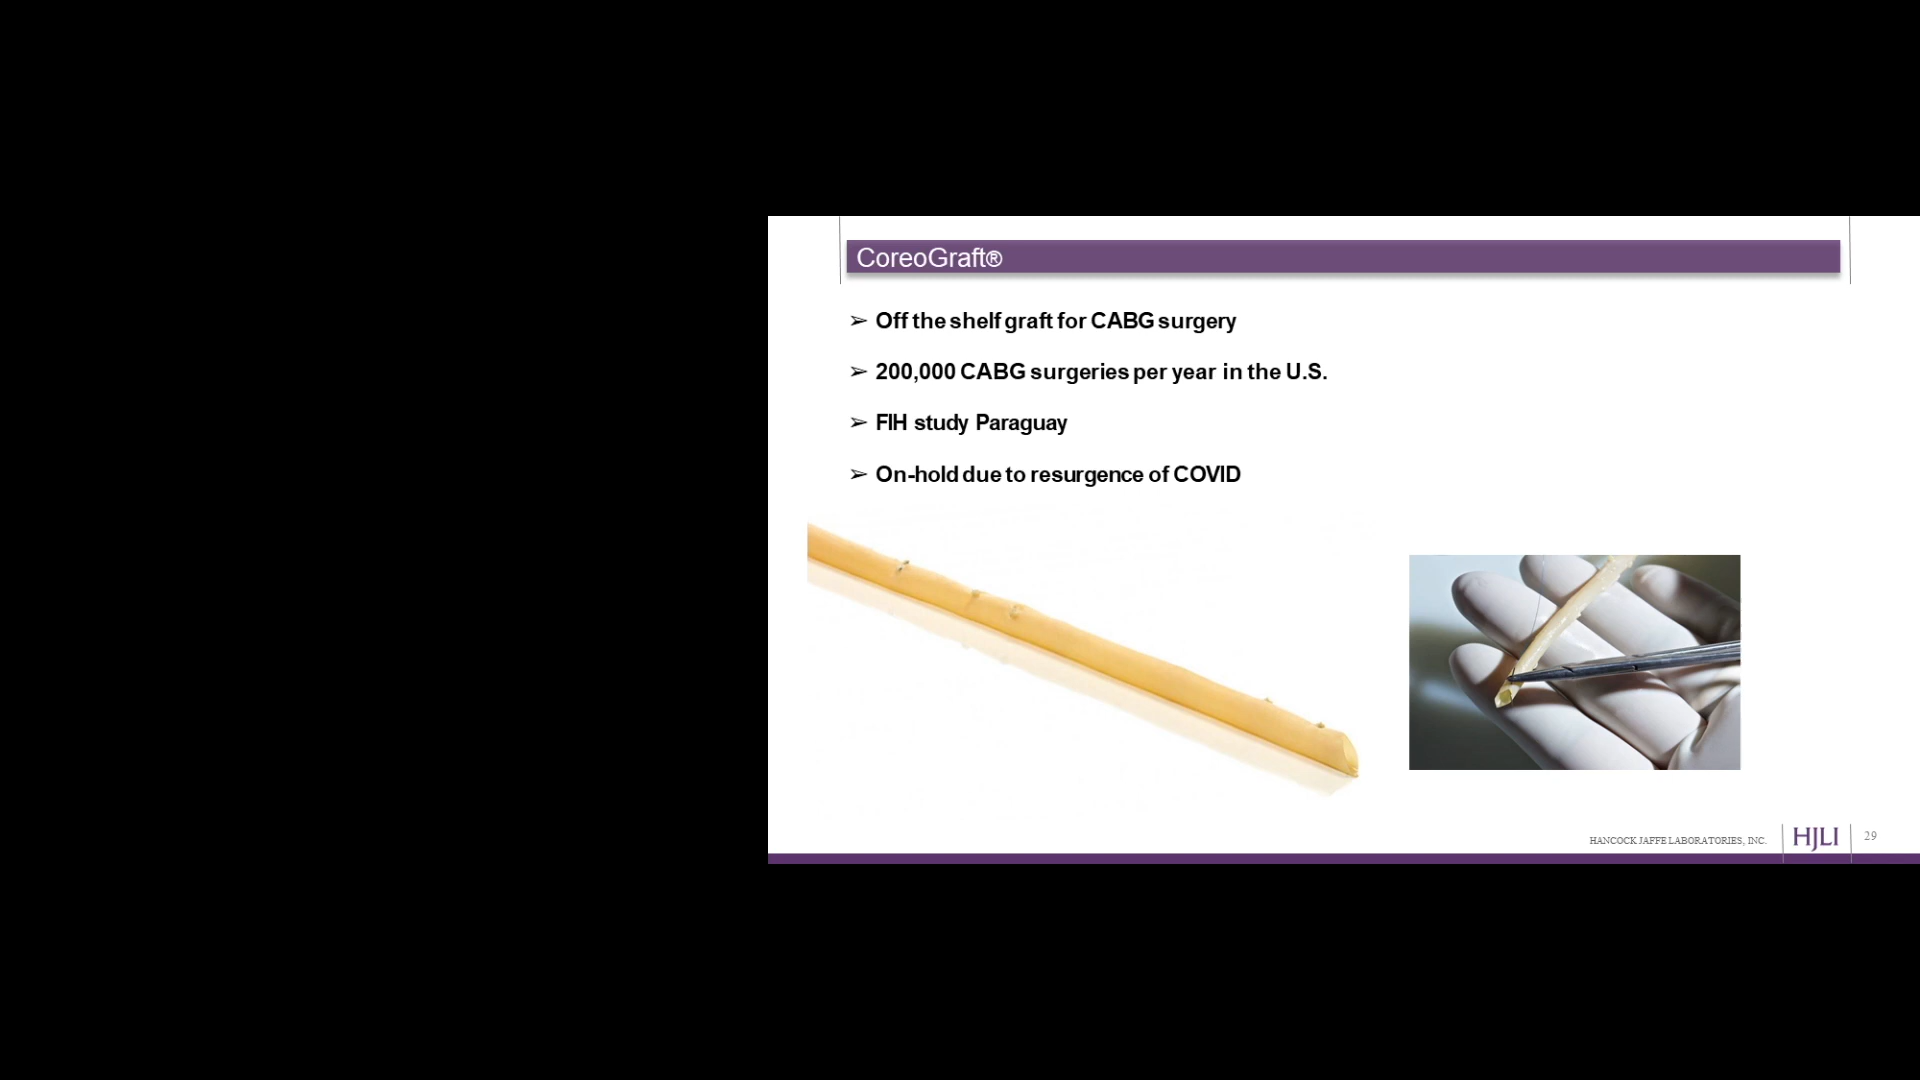 CoreoGraft®
➢ Off the shelf graft for CABG surgery
➢ 200,000 CABG surgeries per year in the U.S.
➢ FIH study Paraguay
➢ On-hold due to resurgence of COVID
HANCOCK JAFFE LABORATORIES, INC.
HJLI
29